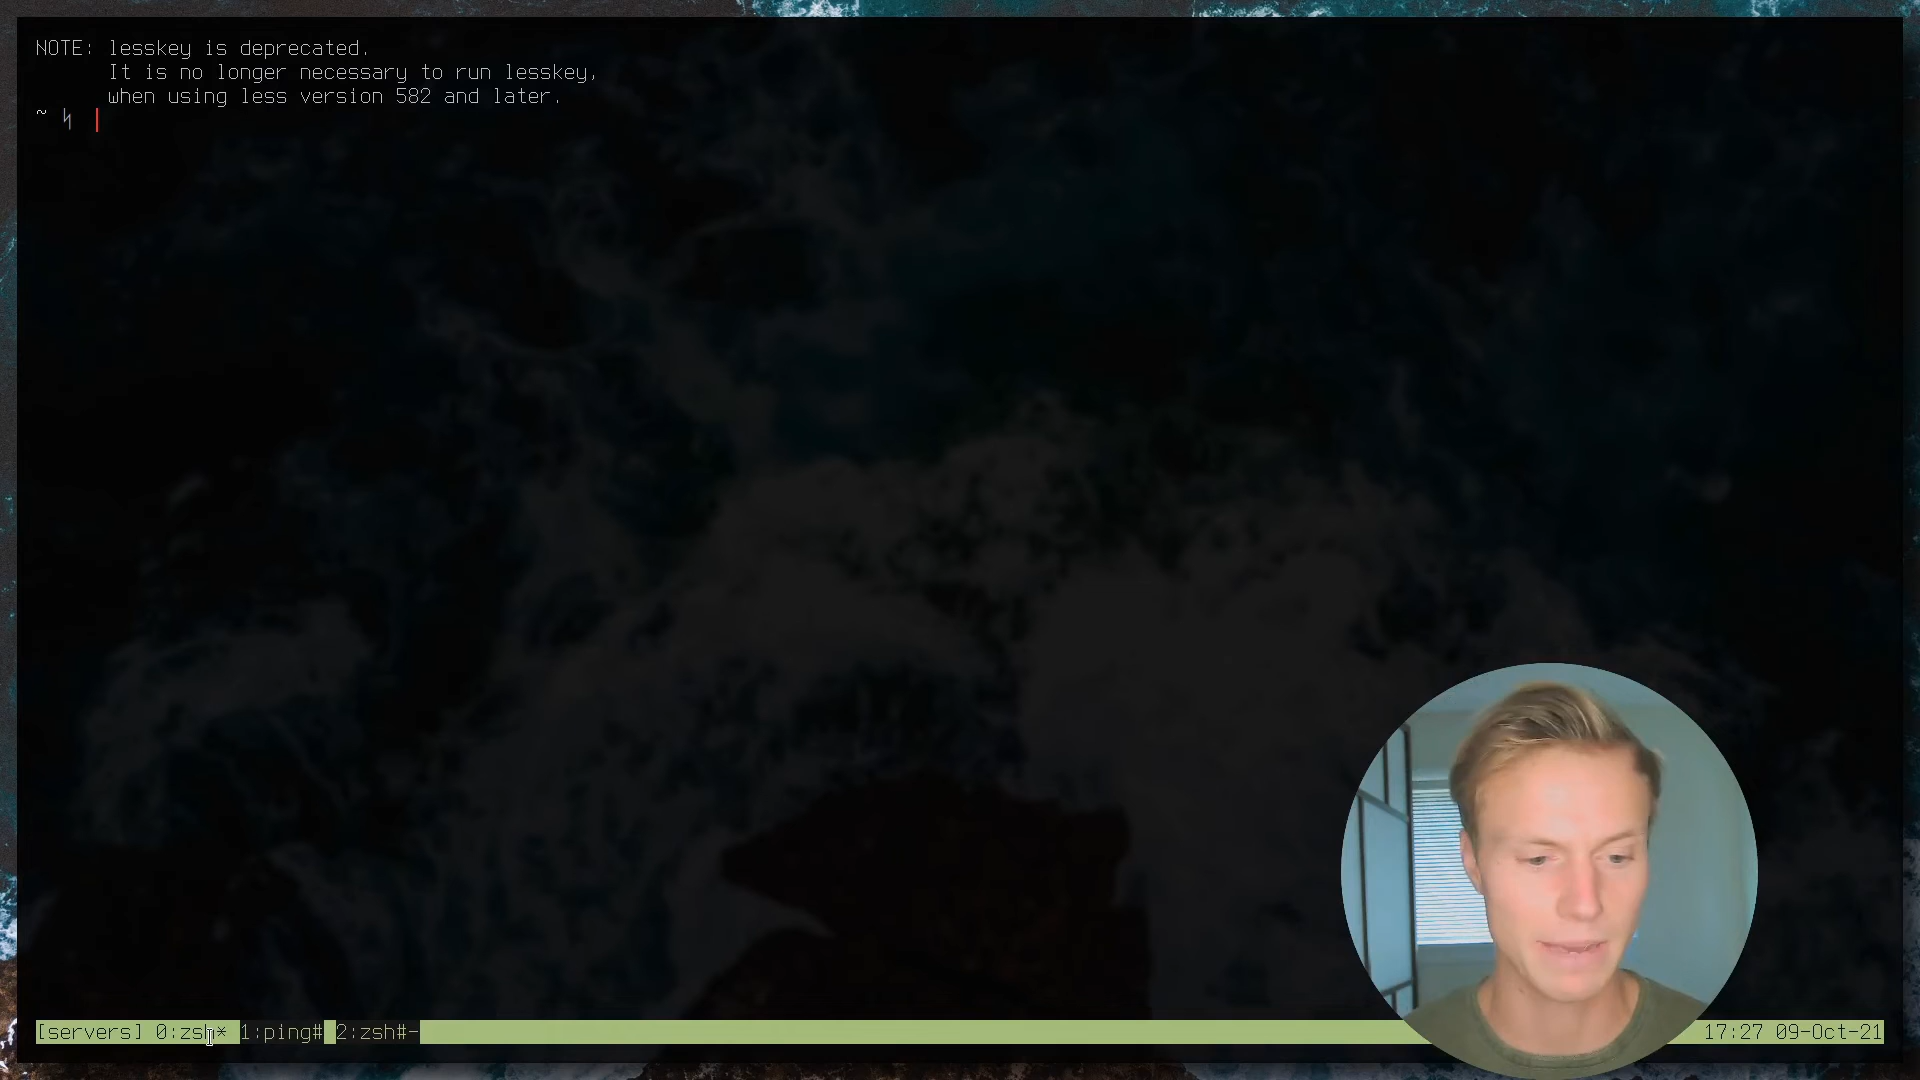 NOTE: lesskey is deprecated.
It is no longer necessary to run lesskey,
when using less version 582 and later.
~ ᛋ
[servers] 0:zsh* 1:ping# 2:zsh#- 17:27 09-Oct-21